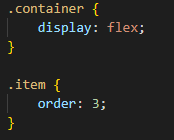 .container {
    display: flex;
}

.item {
    order: 3;
}